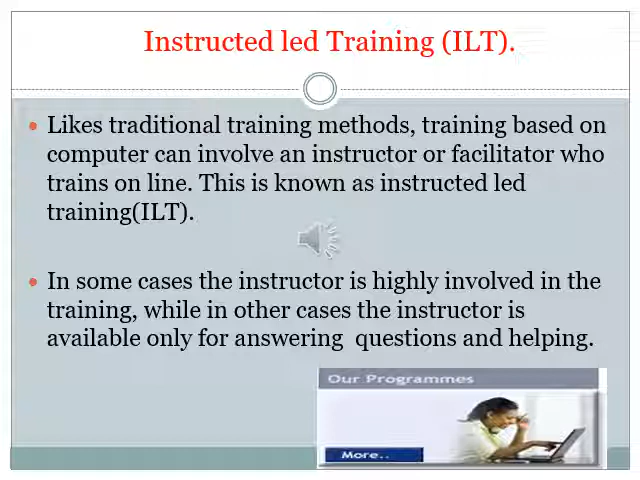 Instructed led Training (ILT).
Likes traditional training methods, training based on
computer can involve an instructor or facilitator who
trains on line. This is known as instructed led
training(ILT).
In some cases the instructor is highly involved in the
training, while in other cases the instructor is
available only for answering  questions and helping.
Our Programmes
More..